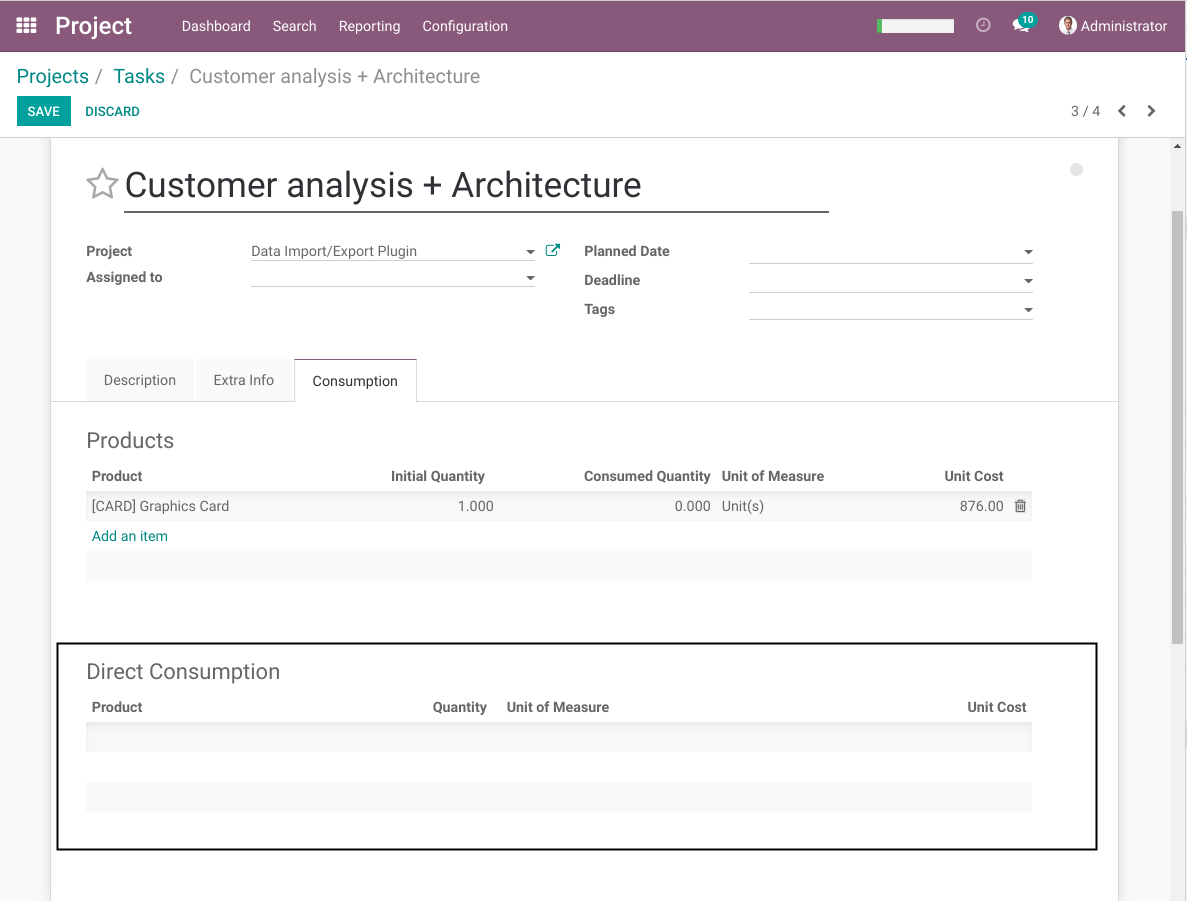 Project Dashboard Search Reporting Configuration 10 Administrator
Projects / Tasks / Customer analysis + Architecture
SAVE DISCARD 3 / 4
Customer analysis + Architecture
Project Data Import/Export Plugin Planned Date
Assigned to Deadline
Tags
Description Extra Info Consumption
Products
Product Initial Quantity Consumed Quantity Unit of Measure Unit Cost
[CARD] Graphics Card 1.000 0.000 Unit(s) 876.00
Add an item
Direct Consumption
Product Quantity Unit of Measure Unit Cost